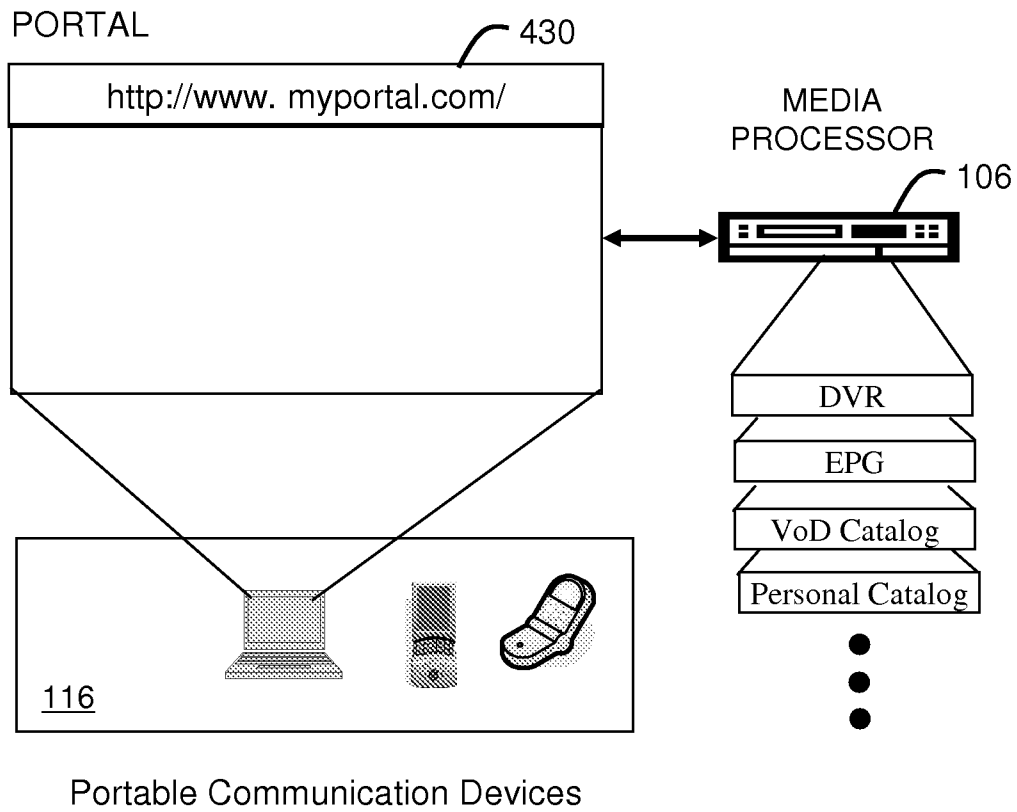 PORTAL
430
http://www. myportal.com/
MEDIA
PROCESSOR
106
DVR
EPG
VoD Catalog
Personal Catalog
116
Portable Communication Devices